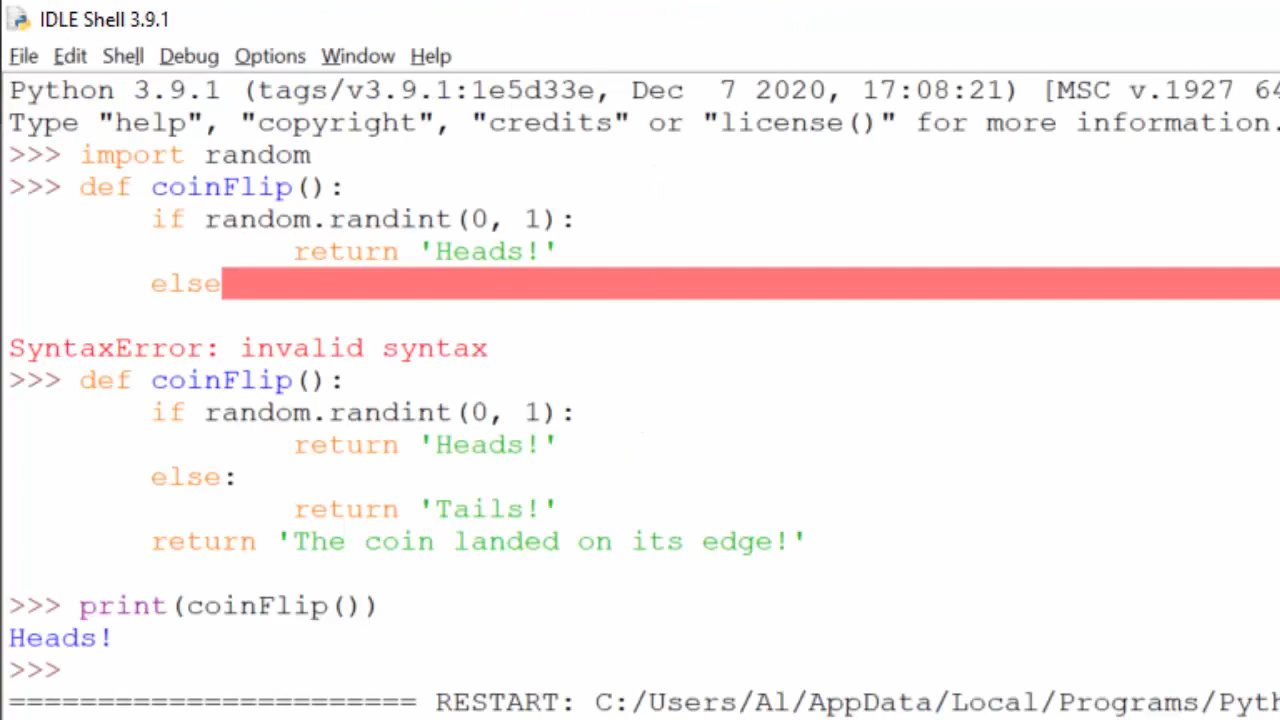 IDLE Shell 3.9.1
File Edit Shell Debug Options Window Help
Python 3.9.1 (tags/v3.9.1:1e5d33e, Dec  7 2020, 17:08:21) [MSC v.1927 64
Type "help", "copyright", "credits" or "license()" for more information.
>>> import random
>>> def coinFlip():
        if random.randint(0, 1):
                return 'Heads!'
        else

SyntaxError: invalid syntax
>>> def coinFlip():
        if random.randint(0, 1):
                return 'Heads!'
        else:
                return 'Tails!'
        return 'The coin landed on its edge!'

>>> print(coinFlip())
Heads!
>>>
======================= RESTART: C:/Users/Al/AppData/Local/Programs/Pyth